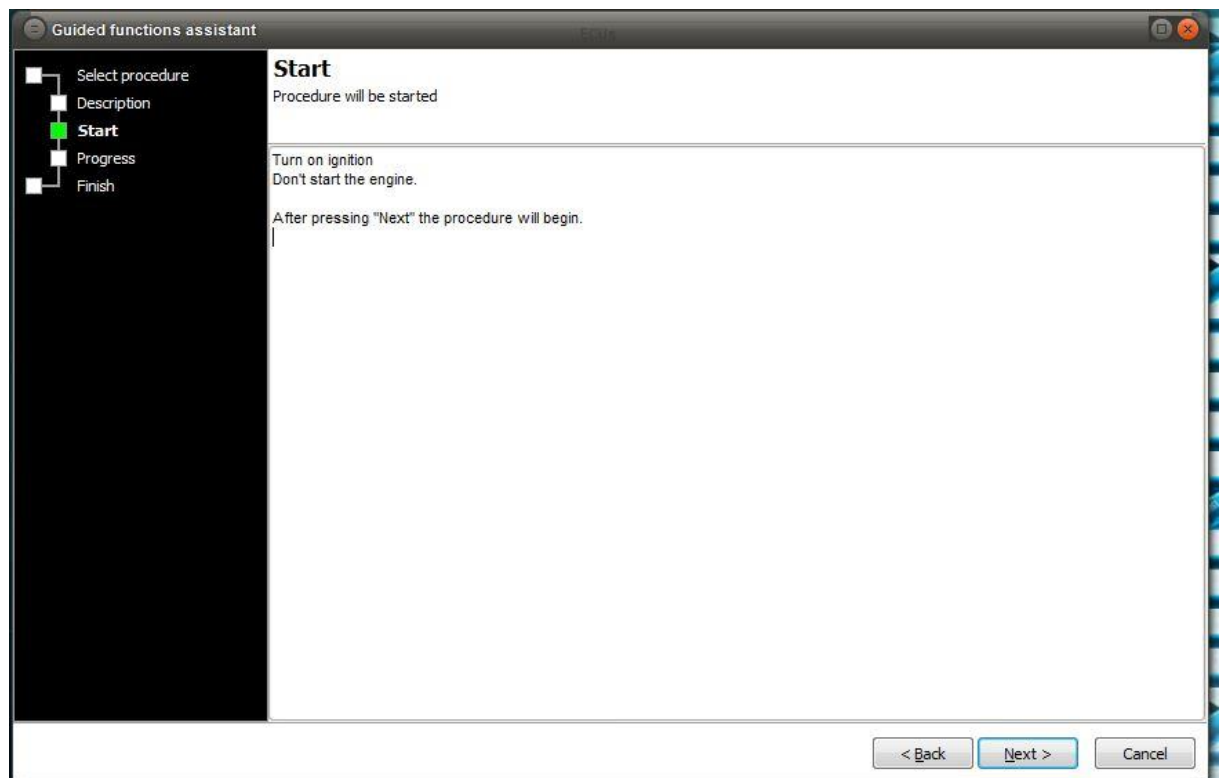 Guided functions assistant
Select procedure
Description
Start
Progress
Finish
Start
Procedure will be started
Turn on ignition
Don't start the engine.
After pressing "Next" the procedure will begin.
< Back
Next >
Cancel